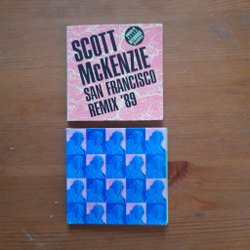 SCOTT
McKENZIE
SAN FRANCISCO
REMIX '89